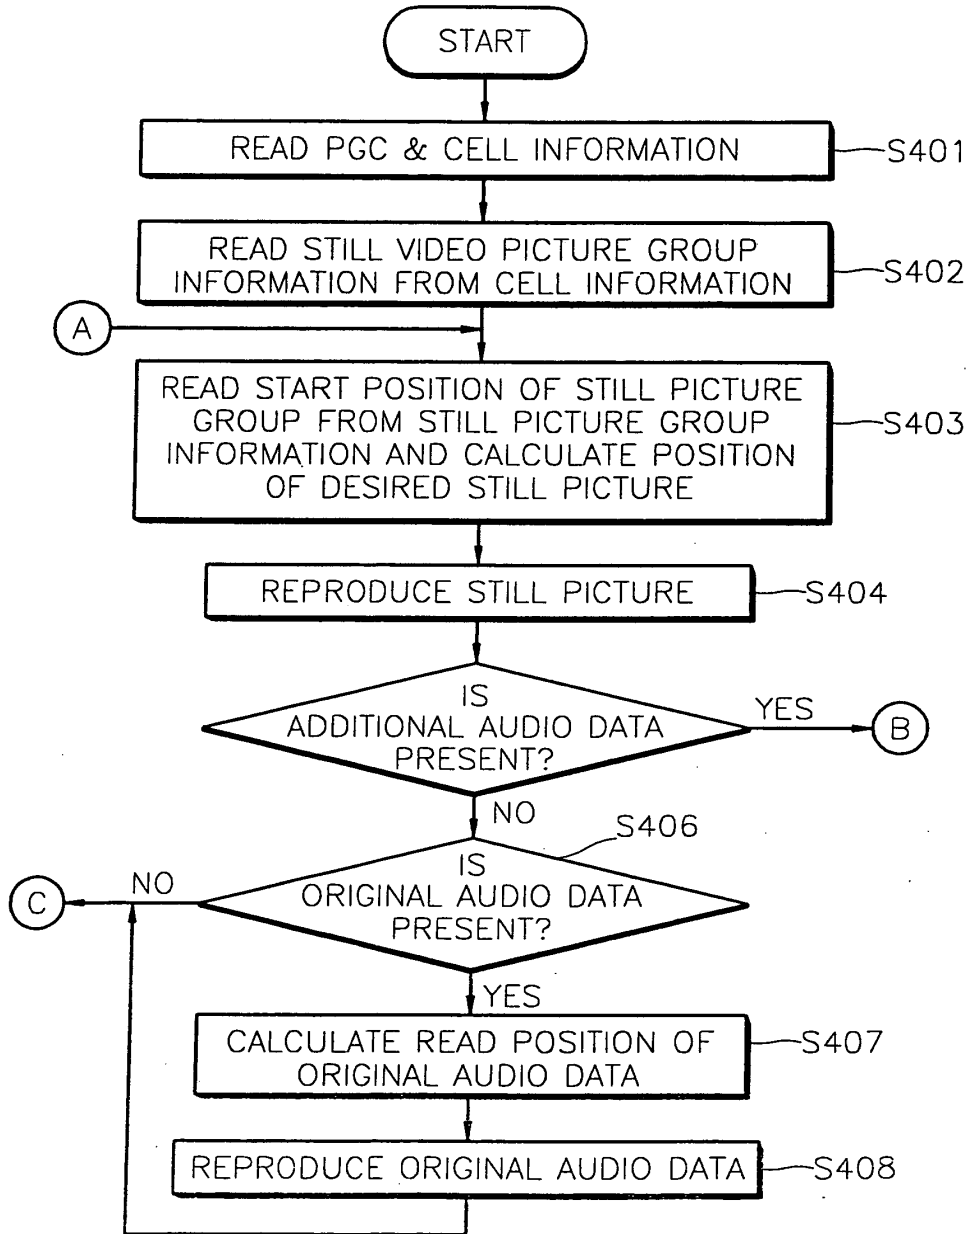 START
READ PGC & CELL INFORMATION
S401
READ STILL VIDEO PICTURE GROUP
INFORMATION FROM CELL INFORMATION
S402
A
READ START POSITION OF STILL PICTURE
GROUP FROM STILL PICTURE GROUP
INFORMATION AND CALCULATE POSITION
OF DESIRED STILL PICTURE
S403
REPRODUCE STILL PICTURE
S404
IS
ADDITIONAL AUDIO DATA
PRESENT?
YES
B
NO
S406
IS
ORIGINAL AUDIO DATA
PRESENT?
NO
C
YES
CALCULATE READ POSITION OF
ORIGINAL AUDIO DATA
S407
REPRODUCE ORIGINAL AUDIO DATA
S408